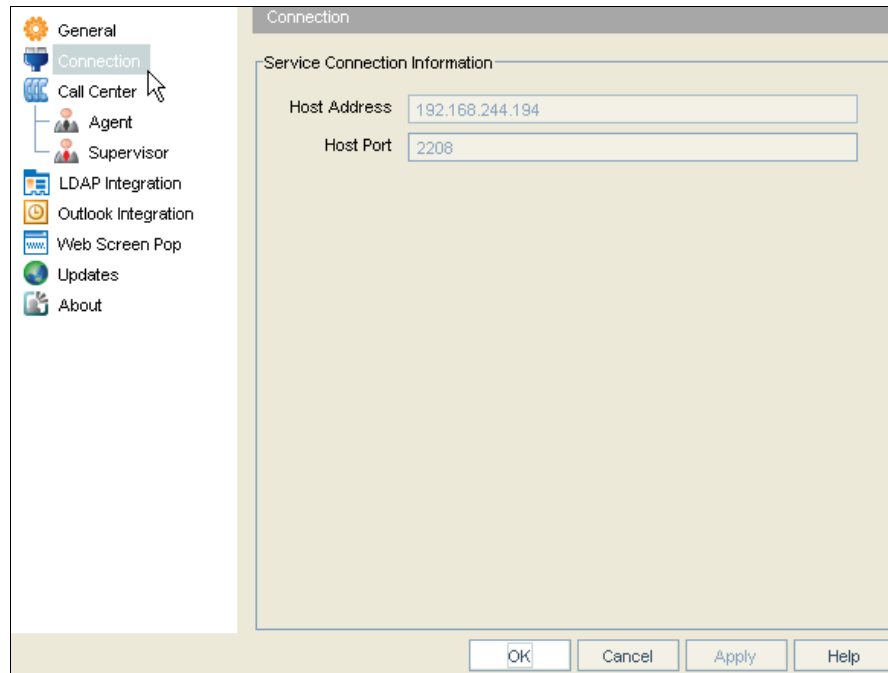 General
Connection
Call Center
Agent
Supervisor
LDAP Integration
Outlook Integration
www.
Web Screen Pop
Updates
About
Connection
Service Connection Information
Host Address 192.168.244.194
Host Port 2208
OK Cancel Apply Help